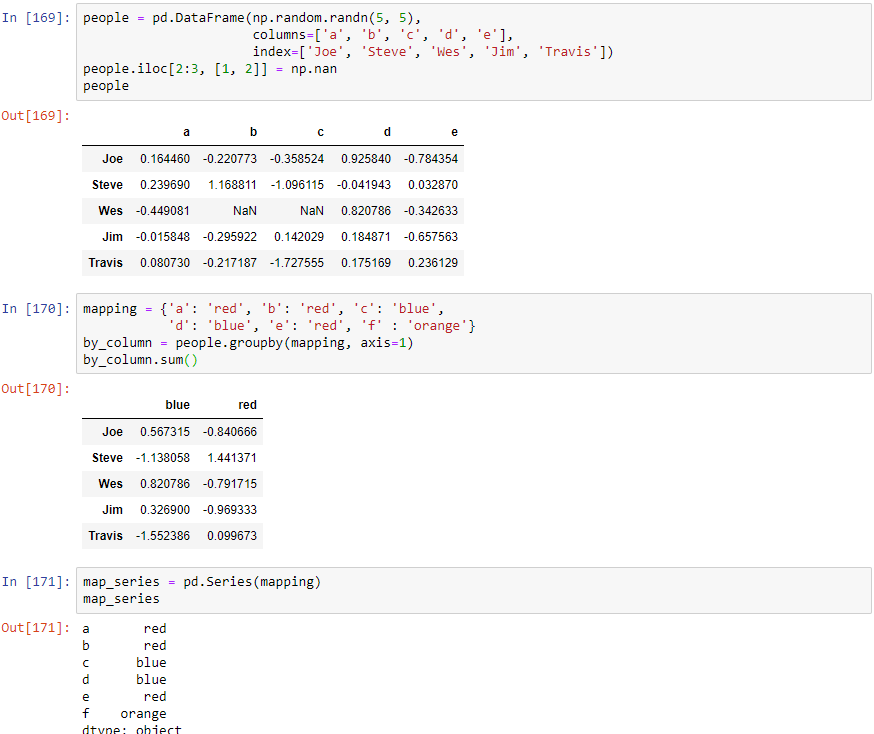 In [169]: people = pd.DataFrame(np.random.randn(5, 5),
columns=['a', 'b', 'c', 'd', 'e'],
index=['Joe', 'Steve', 'Wes', 'Jim', 'Travis'])
people.iloc[2:3, [1, 2]] = np.nan
people
Out[169]:
a b c d e
Joe 0.164460 -0.220773 -0.358524 0.925840 -0.784354
Steve 0.239690 1.168811 -1.096115 -0.041943 0.032870
Wes -0.449081 NaN NaN 0.820786 -0.342633
Jim -0.015848 -0.295922 0.142029 0.184871 -0.657563
Travis 0.080730 -0.217187 -1.727555 0.175169 0.236129
In [170]: mapping = {'a': 'red', 'b': 'red', 'c': 'blue',
'd': 'blue', 'e': 'red', 'f' : 'orange'}
by_column = people.groupby(mapping, axis=1)
by_column.sum()
Out[170]:
blue red
Joe 0.567315 -0.840666
Steve -1.138058 1.441371
Wes 0.820786 -0.791715
Jim 0.326900 -0.969333
Travis -1.552386 0.099673
In [171]: map_series = pd.Series(mapping)
map_series
Out[171]: a red
b red
c blue
d blue
e red
f orange
dtype: object